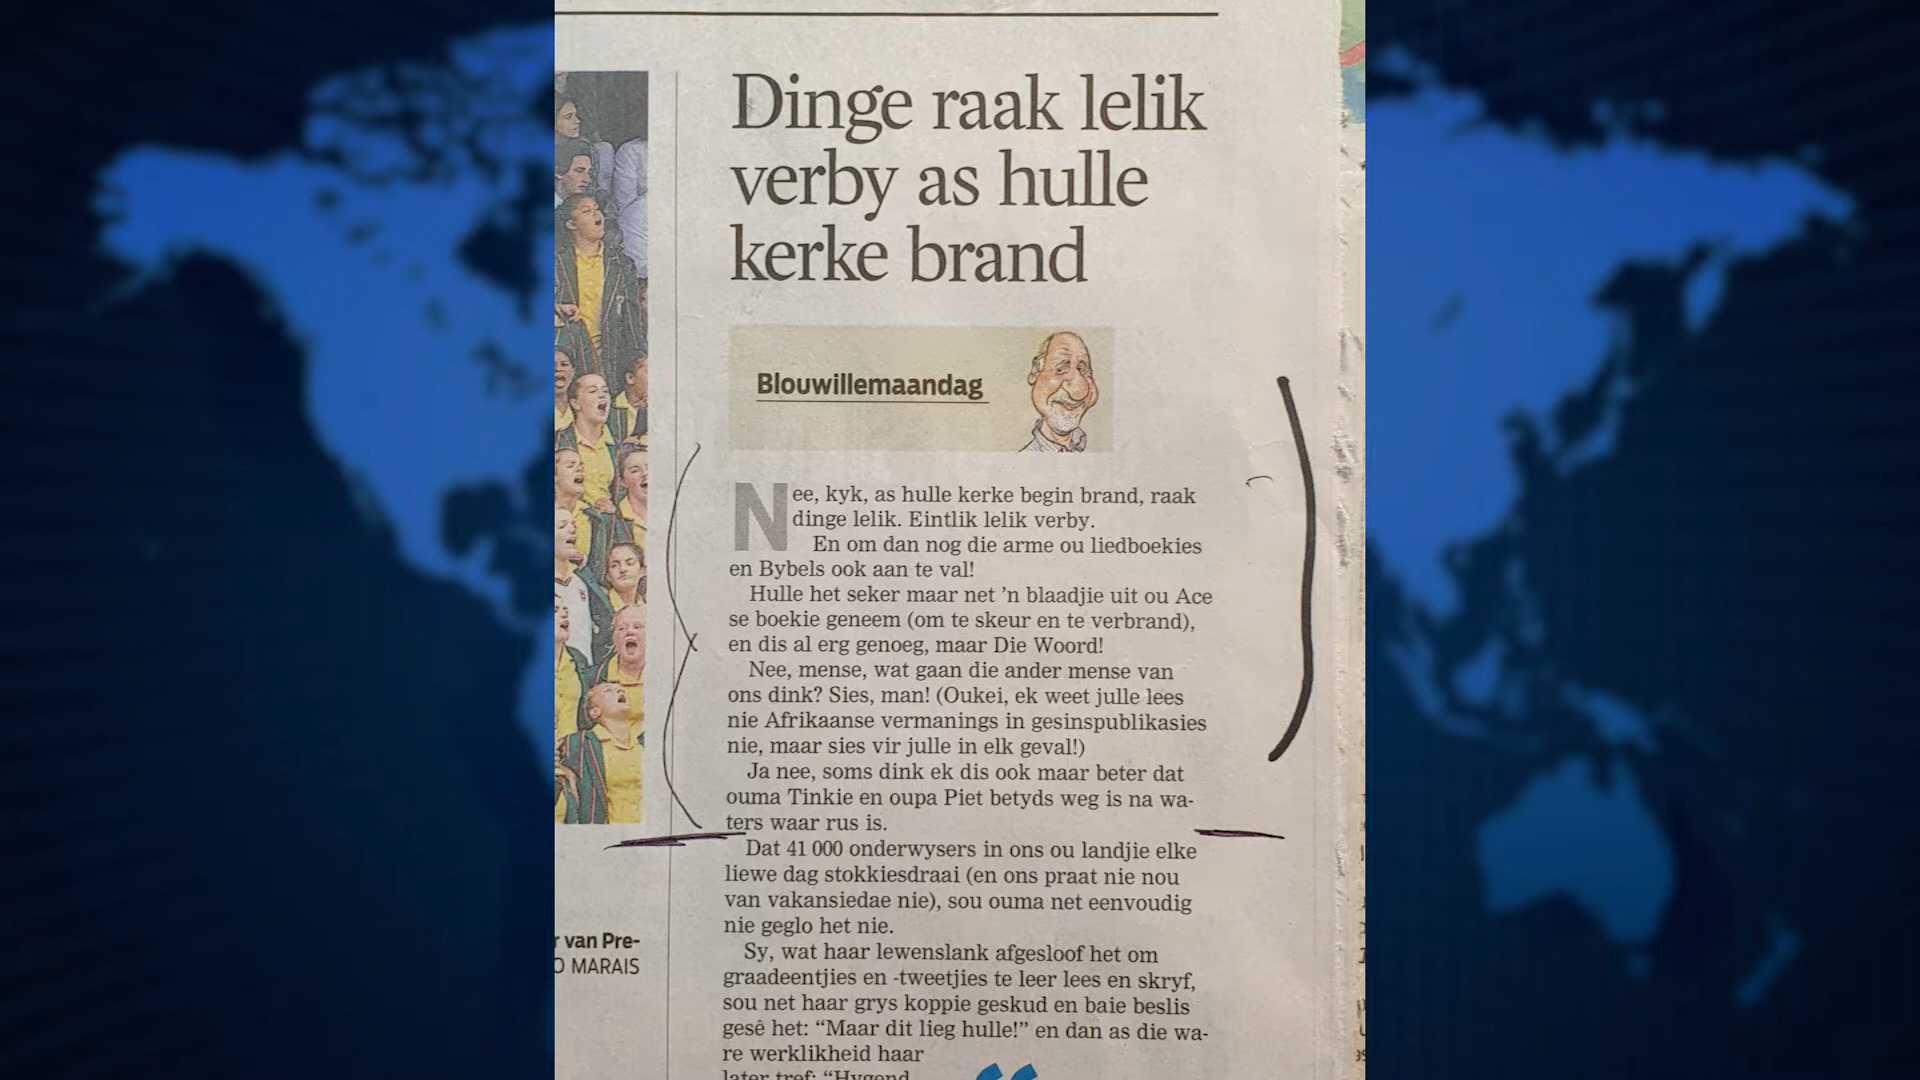 Dinge raak lelik
verby as hulle
kerke brand
Blouwillemaandag
Nee, kyk, as hulle kerke begin brand, raak
dinge lelik. Eintlik lelik verby.
En om dan nog die arme ou liedboekies
en Bybels ook aan te val!
Hulle het seker maar net ’n blaadjie uit ou Ace
se boekie geneem (om te skeur en te verbrand),
en dis al erg genoeg, maar Die Woord!
Nee, mense, wat gaan die ander mense van
ons dink? Sies, man! (Oukei, ek weet julle lees
nie Afrikaanse vermanings in gesinspublikasies
nie, maar sies vir julle in elk geval!)
Ja nee, soms dink ek dis ook maar beter dat
ouma Tinkie en oupa Piet betyds weg is na wa-
ters waar rus is.
Dat 41 000 onderwysers in ons ou landjie elke
liewe dag stokkiesdraai (en ons praat nie nou
van vakansiedae nie), sou ouma net eenvoudig
nie geglo het nie.
Sy, wat haar lewenslank afgesloof het om
graadeentjies en -tweetjies te leer lees en skryf,
sou net haar grys koppie geskud en baie beslis
gesê het: “Maar dit lieg hulle!” en dan as die wa-
re werklikheid haar
later tref: “Hygend
r van Pre-
O MARAIS